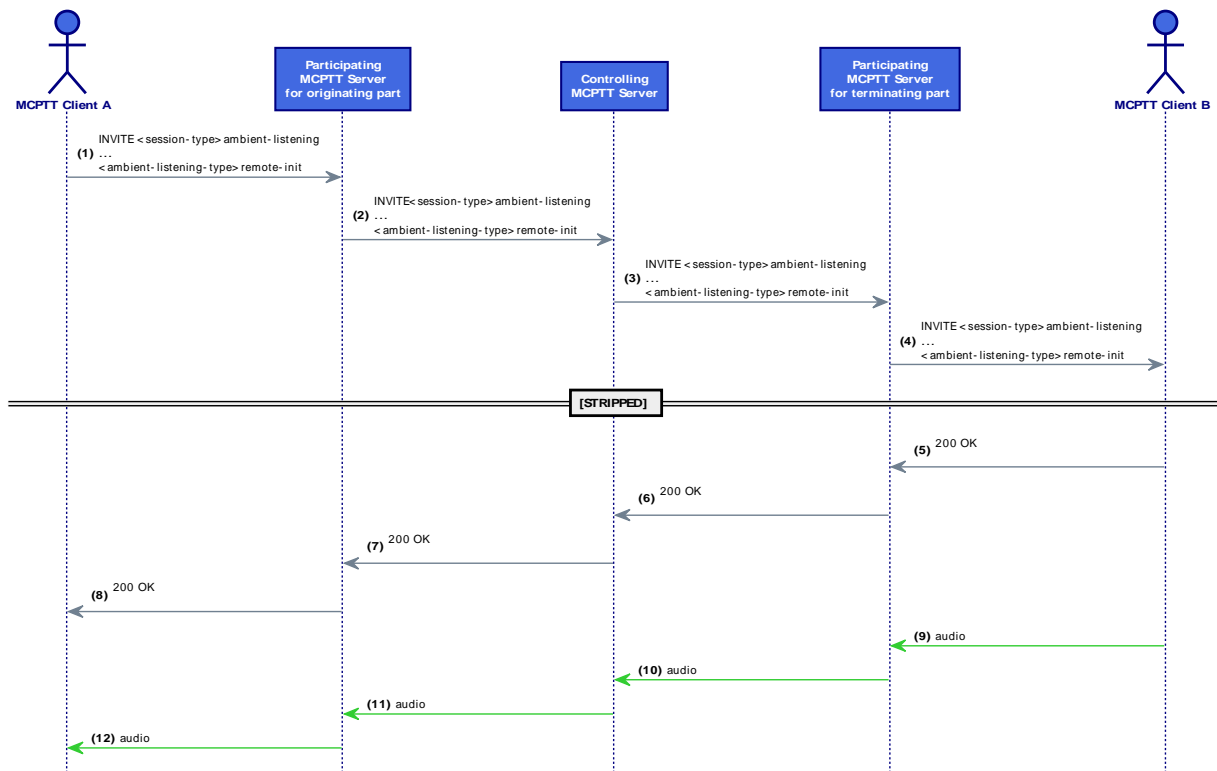 MCPTT Client A
Participating
MCPTT Server
for originating part
Controlling
MCPTT Server
Participating
MCPTT Server
for terminating part
MCPTT Client B
INVITE <session-type> ambient-listening
(1) ...
<ambient-listening-type> remote-init
INVITE<session-type> ambient-listening
(2) ...
<ambient-listening-type> remote-init
INVITE <session-type> ambient-listening
(3) ...
<ambient-listening-type> remote-init
INVITE <session-type> ambient-listening
(4) ...
<ambient-listening-type> remote-init
[STRIPPED]
(5) 200 OK
(6) 200 OK
(7) 200 OK
(8) 200 OK
(9) audio
(10) audio
(11) audio
(12) audio